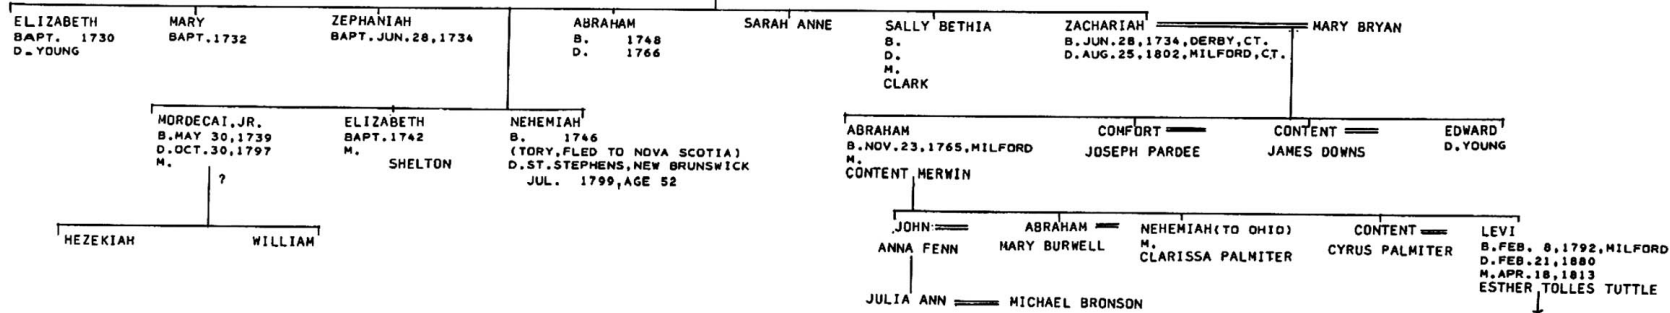 ELIZABETH
BAPT. 1730
D. YOUNG
MARY
BAPT.1732
ZEPHANIAH
BAPT.JUN.28,1734
ABRAHAM
B. 1748
D. 1766
SARAH ANNE
SALLY BETHIA
B.
D.
M.
CLARK
ZACHARIAH
B.JUN.28,1734,DERBY,CT.
D.AUG.25,1802,MILFORD,CT.
MARY BRYAN
MORDECAI,JR.
B.MAY 30,1739
D.OCT.30,1797
M.
?
ELIZABETH
BAPT.1742
M.
SHELTON
NEHEMIAH
B. 1746
(TORY,FLED TO NOVA SCOTIA)
D.ST.STEPHENS,NEW BRUNSWICK
JUL. 1799,AGE 52
ABRAHAM
B.NOV.23,1765,MILFORD
M.
CONTENT MERWIN
COMFORT
JOSEPH PARDEE
CONTENT
JAMES DOWNS
EDWARD
D.YOUNG
HEZEKIAH
WILLIAM
JOHN
ANNA FENN
ABRAHAM
MARY BURWELL
NEHEMIAH(TO OHIO)
M.
CLARISSA PALMITER
CONTENT
CYRUS PALMITER
LEVI
B.FEB. 8,1792,MILFORD
D.FEB.21,1880
M.APR.18,1813
ESTHER TOLLES TUTTLE
JULIA ANN
MICHAEL BRONSON